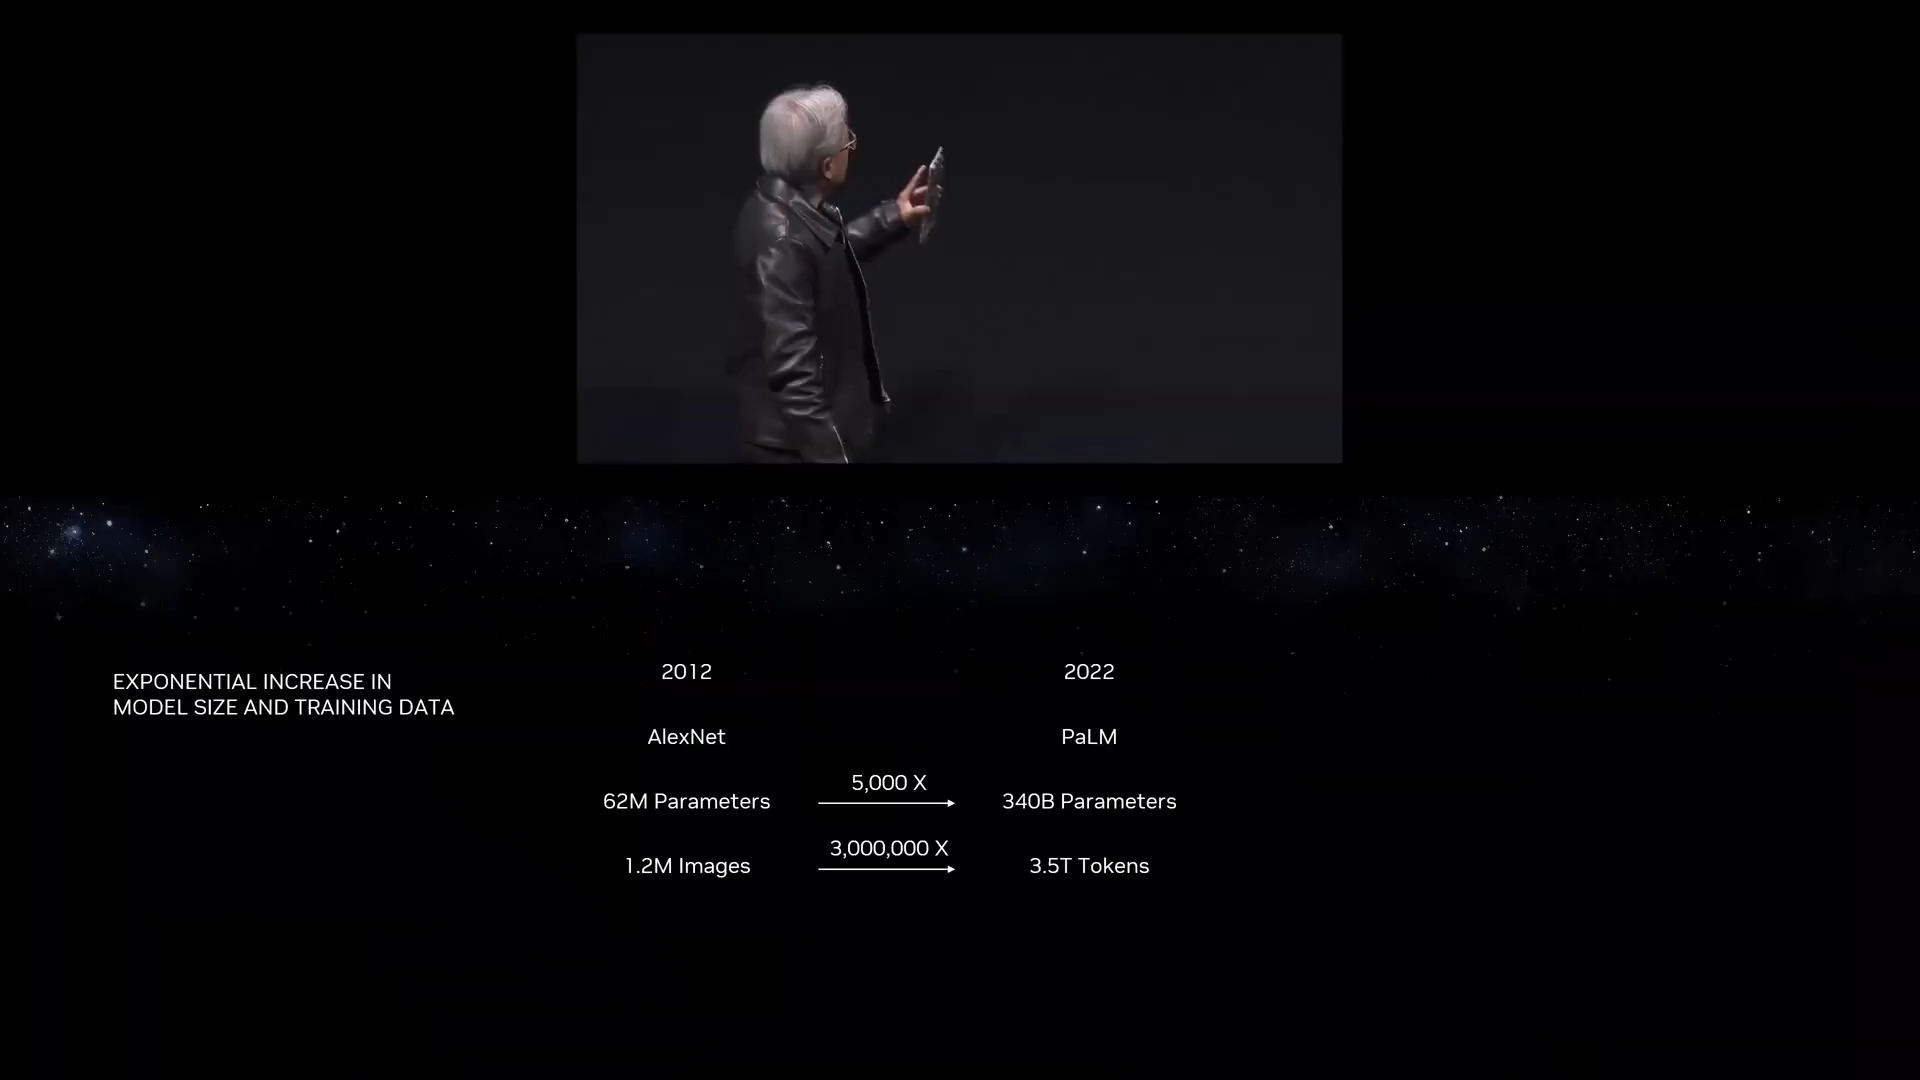 EXPONENTIAL INCREASE IN
MODEL SIZE AND TRAINING DATA
2012
2022
AlexNet
PaLM
5,000 X
62M Parameters
340B Parameters
3,000,000 X
1.2M Images
3.5T Tokens